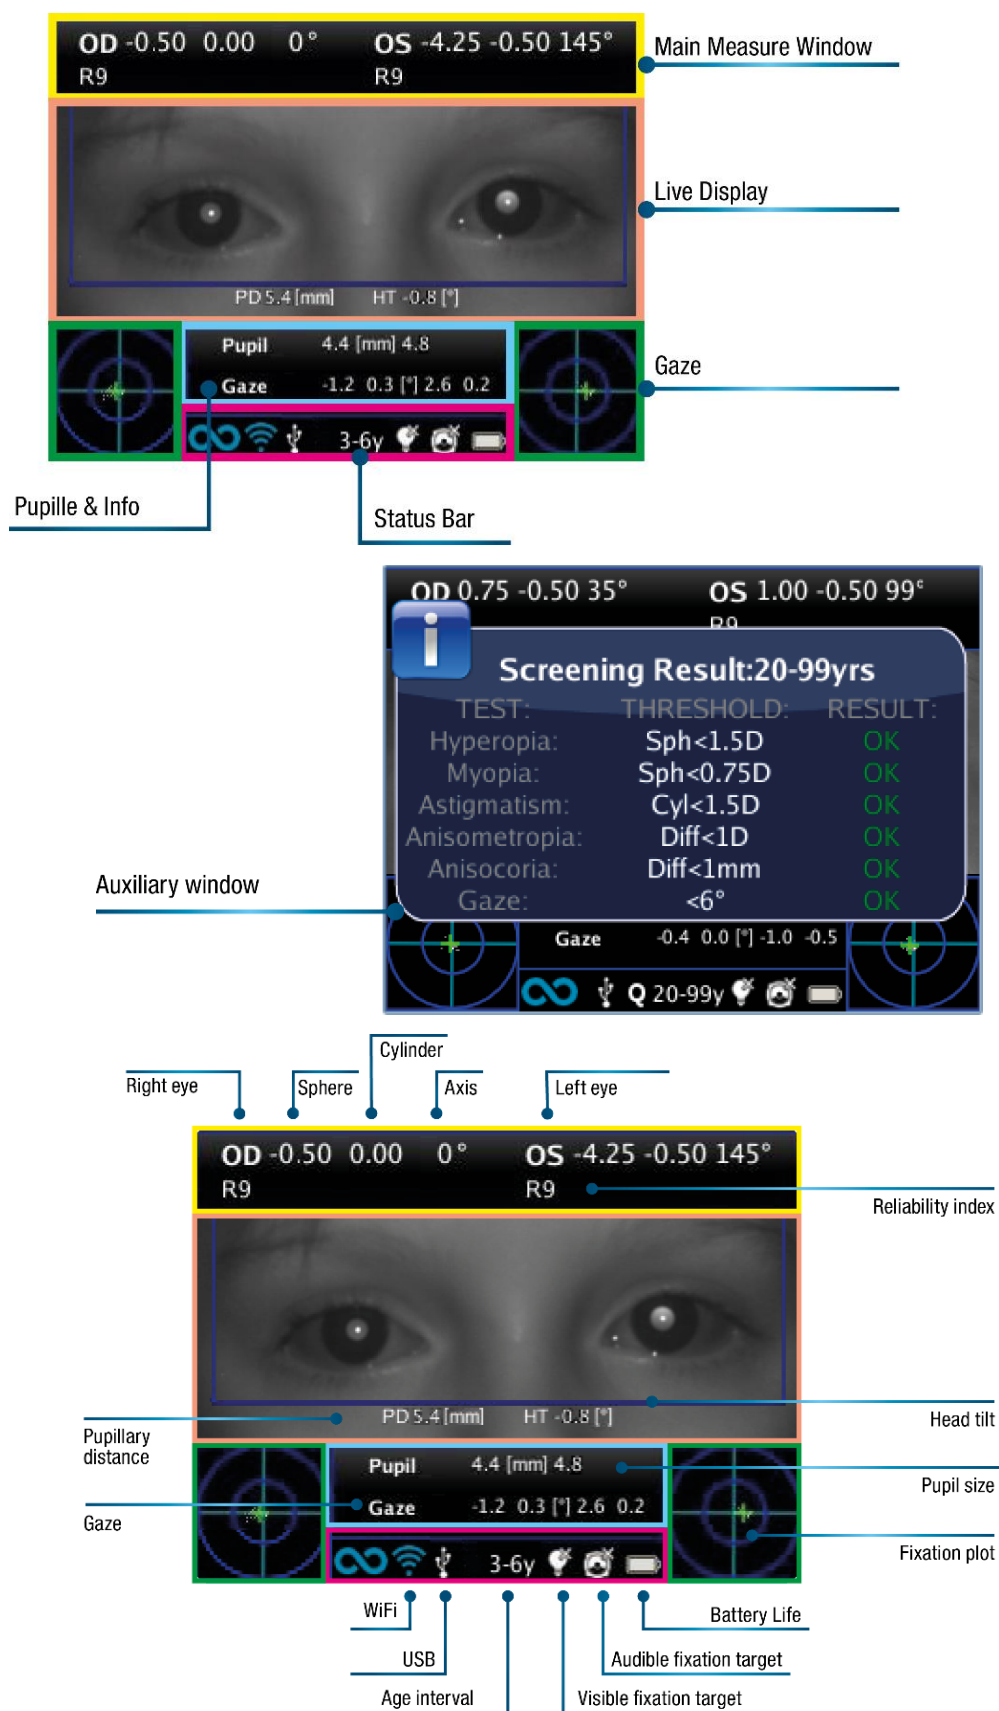 OD -0.50 0.00 0° OS -4.25 -0.50 145°
R9 R9
Main Measure Window
Live Display
PD 5.4 [mm] HT -0.8 [°]
Pupil 4.4 [mm] 4.8
Gaze -1.2 0.3 [°] 2.6 0.2
Gaze
3-6y
Pupille & Info
Status Bar
OD 0.75 -0.50 35° OS 1.00 -0.50 99°
R9
i
Screening Result:20-99yrs
TEST: THRESHOLD: RESULT:
Hyperopia: Sph<1.5D OK
Myopia: Sph<0.75D OK
Astigmatism: Cyl<1.5D OK
Anisometropia: Diff<1D OK
Anisocoria: Diff<1mm OK
Gaze: <6° OK
Auxiliary window
Gaze -0.4 0.0 [°] -1.0 -0.5
Q 20-99y
Cylinder
Right eye Sphere Axis Left eye
OD -0.50 0.00 0° OS -4.25 -0.50 145°
R9 R9
Reliability index
PD 5.4 [mm] HT -0.8 [°]
Head tilt
Pupillary
distance
Pupil 4.4 [mm] 4.8
Pupil size
Gaze -1.2 0.3 [°] 2.6 0.2
Gaze
Fixation plot
3-6y
WiFi
Battery Life
USB
Audible fixation target
Age interval
Visible fixation target